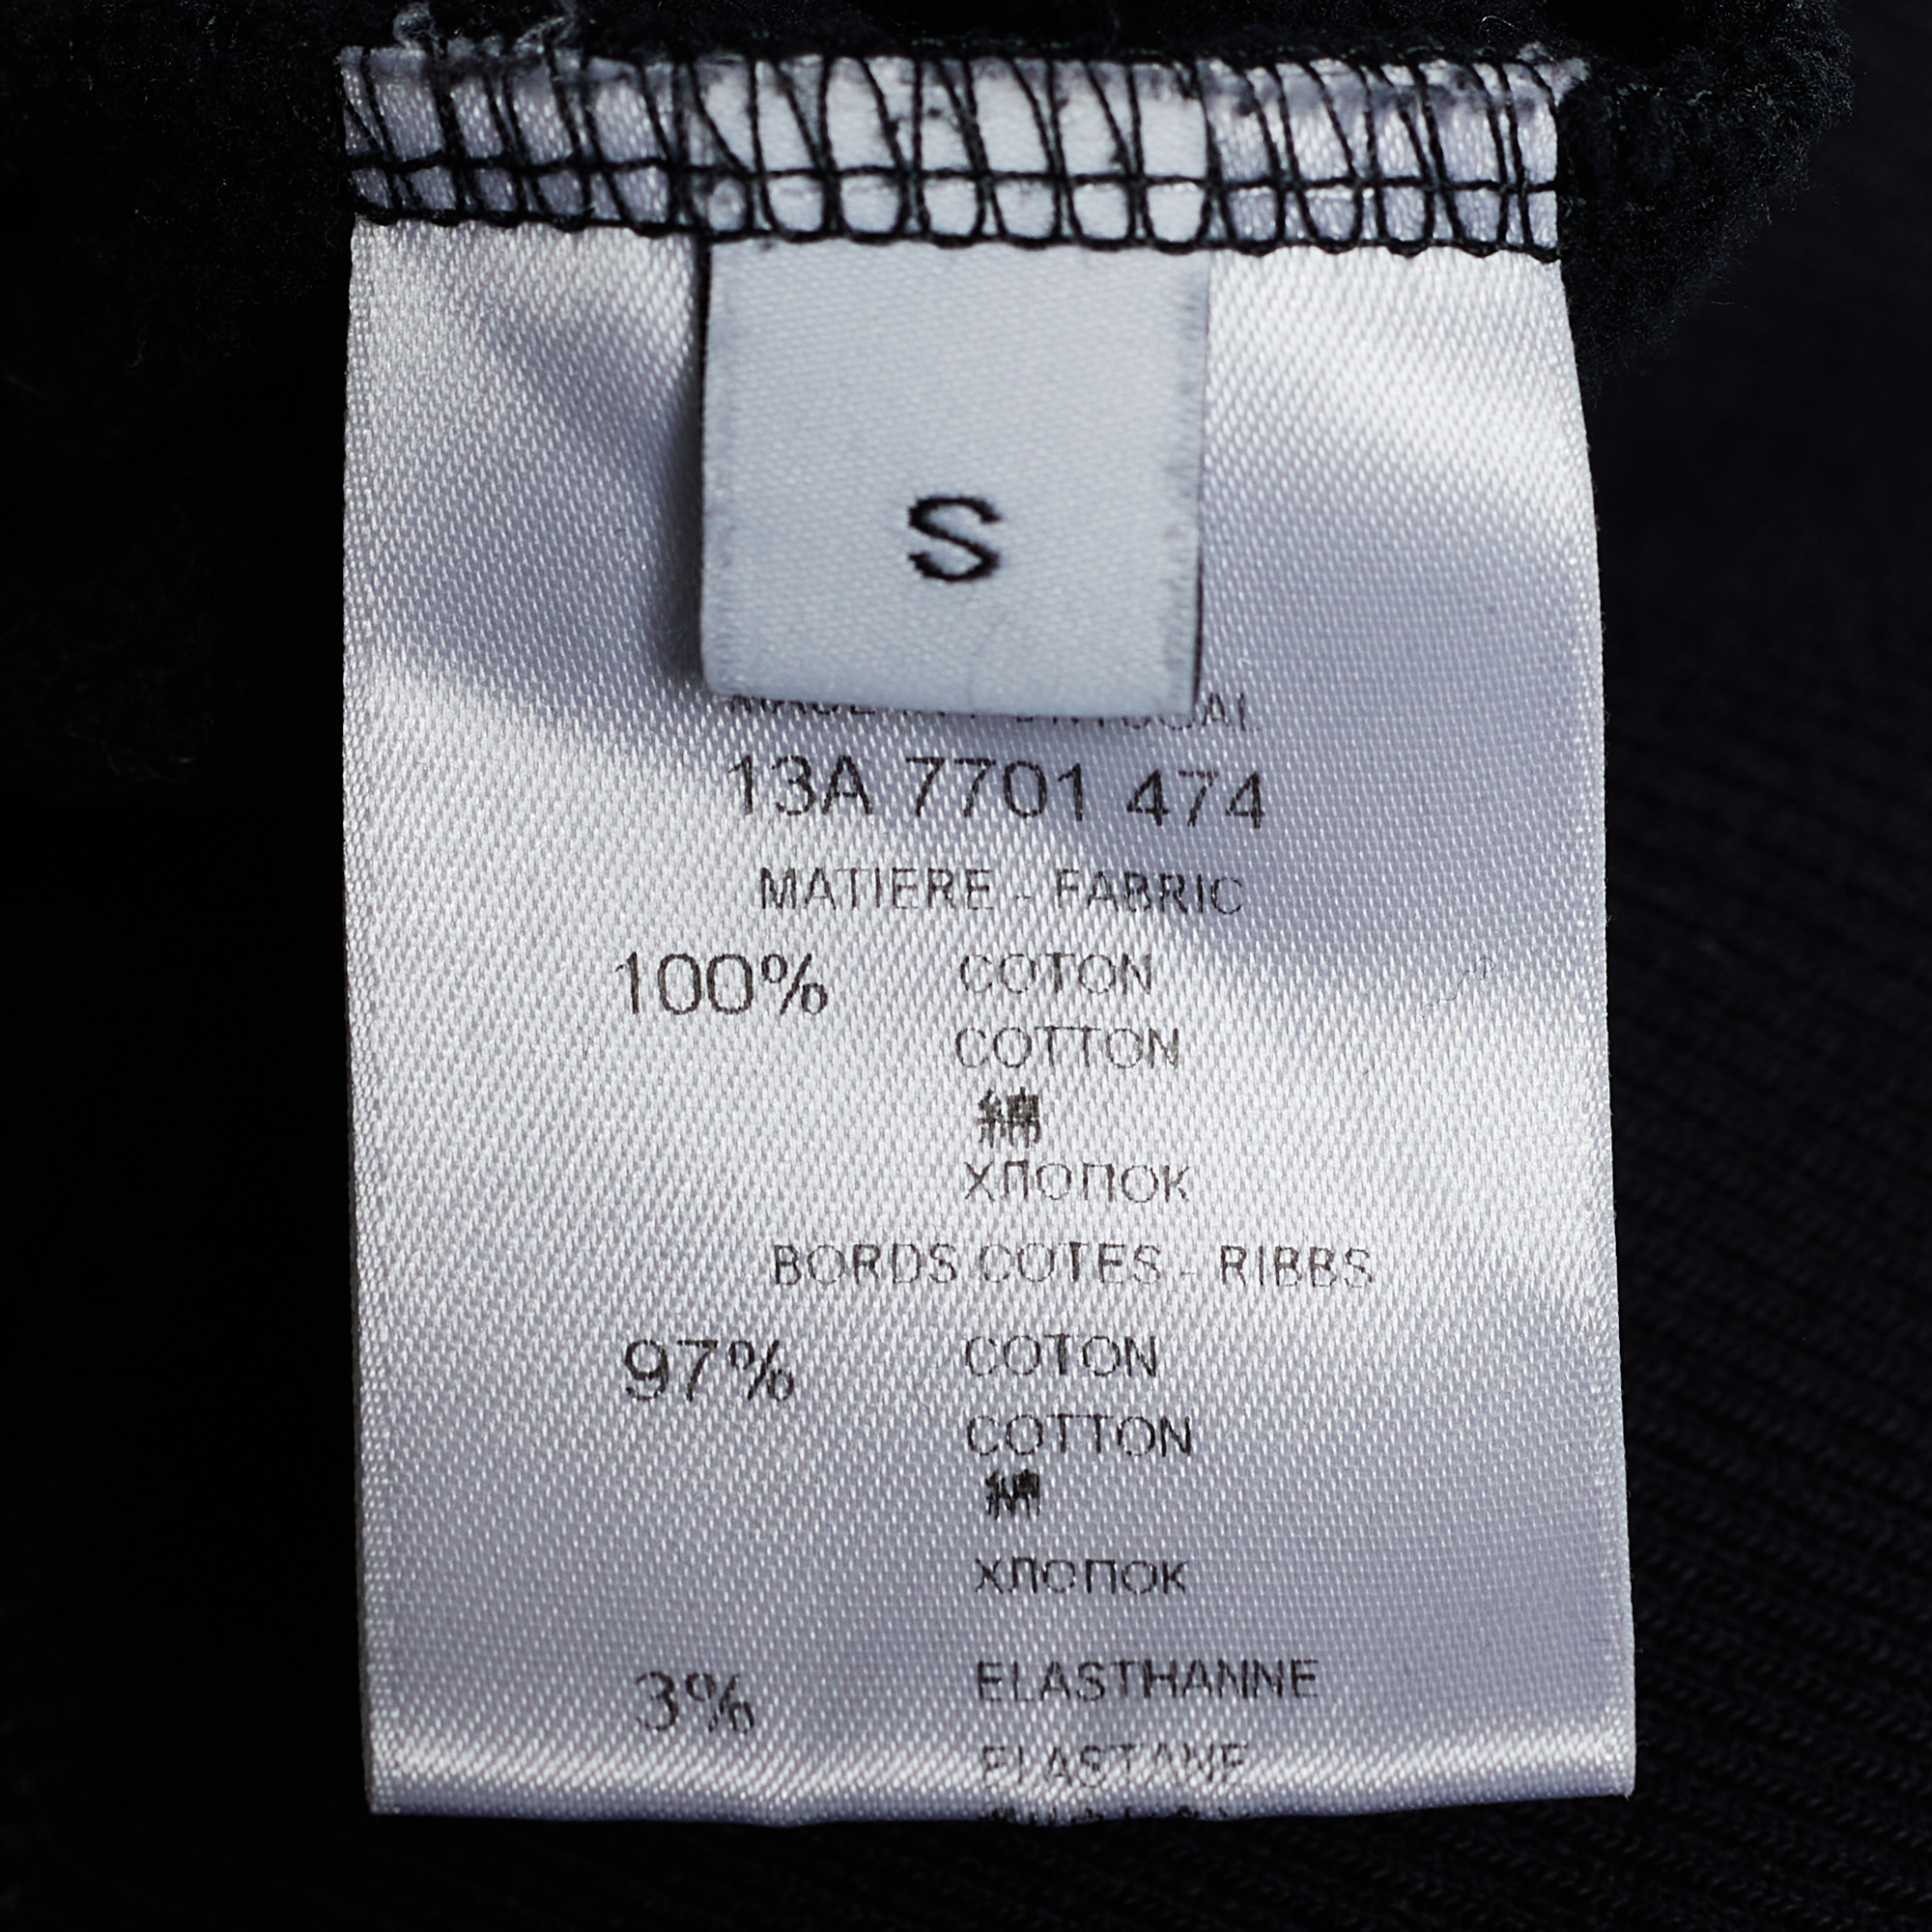 S
13A 7701 474
MATIERE - FABRIC
100% COTON
COTTON
綿
ХЛОПОК
BORDS COTES - RIBBS
97% COTON
COTTON
綿
ХЛОПОК
3% ELASTHANNE
ELASTANE